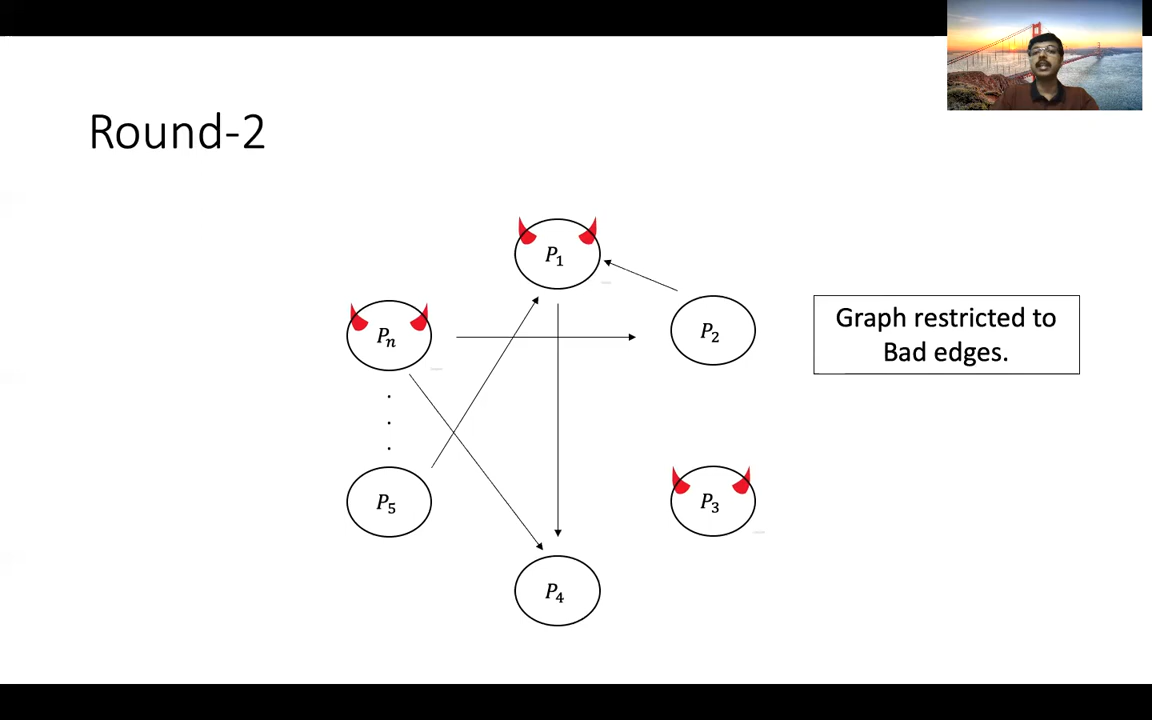 Round-2
P1
Pn
P2
Graph restricted to
Bad edges.
.
.
.
P5
P3
P4